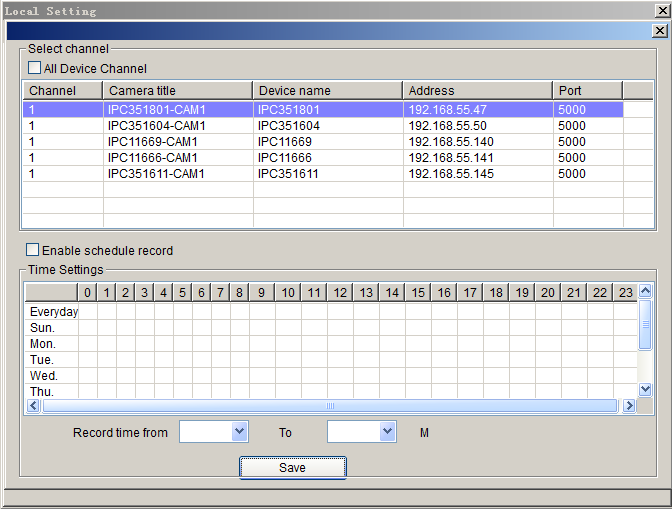 Local Setting
Select channel
All Device Channel
Channel Camera title Device name Address Port
1 IPC351801-CAM1 IPC351801 192.168.55.47 5000
1 IPC351604-CAM1 IPC351604 192.168.55.50 5000
1 IPC11669-CAM1 IPC11669 192.168.55.140 5000
1 IPC11666-CAM1 IPC11666 192.168.55.141 5000
1 IPC351611-CAM1 IPC351611 192.168.55.145 5000
Enable schedule record
Time Settings
0 1 2 3 4 5 6 7 8 9 10 11 12 13 14 15 16 17 18 19 20 21 22 23
Everyday
Sun.
Mon.
Tue.
Wed.
Thu.
Record time from To M
Save